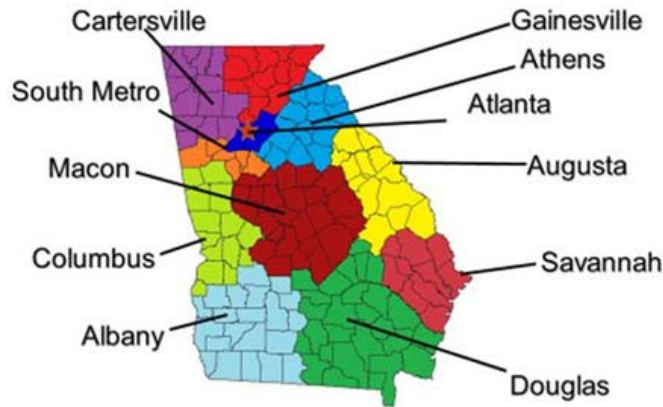 Cartersville
Gainesville
Athens
South Metro
Atlanta
Macon
Augusta
Columbus
Savannah
Albany
Douglas